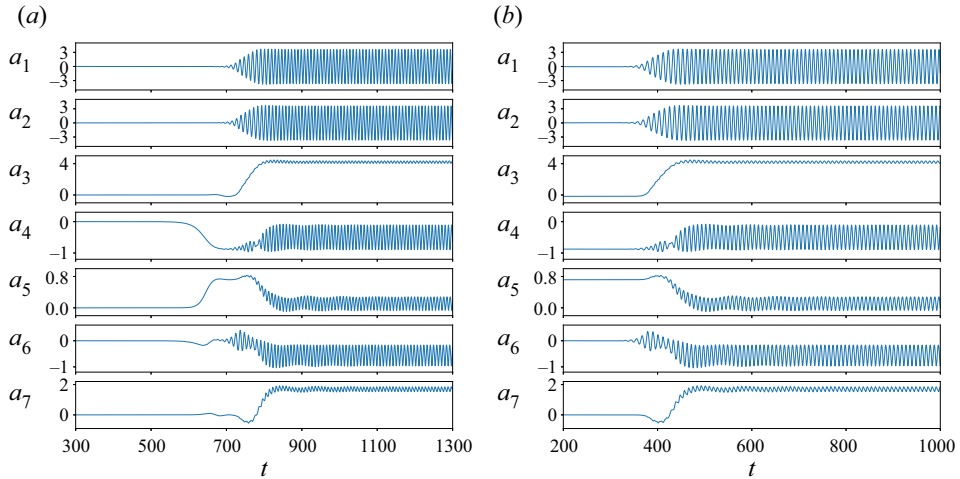 (a) (b)
a1 3 0 −3 a1 3 0 −3
a2 3 0 −3 a2 3 0 −3
a3 4 0 a3 4 0
a4 0 −1 a4 0 −1
a5 0.8 0.0 a5 0.8 0.0
a6 0 −1 a6 0 −1
a7 2 0 a7 2 0
300 500 700 900 1100 1300 200 400 600 800 1000
t t